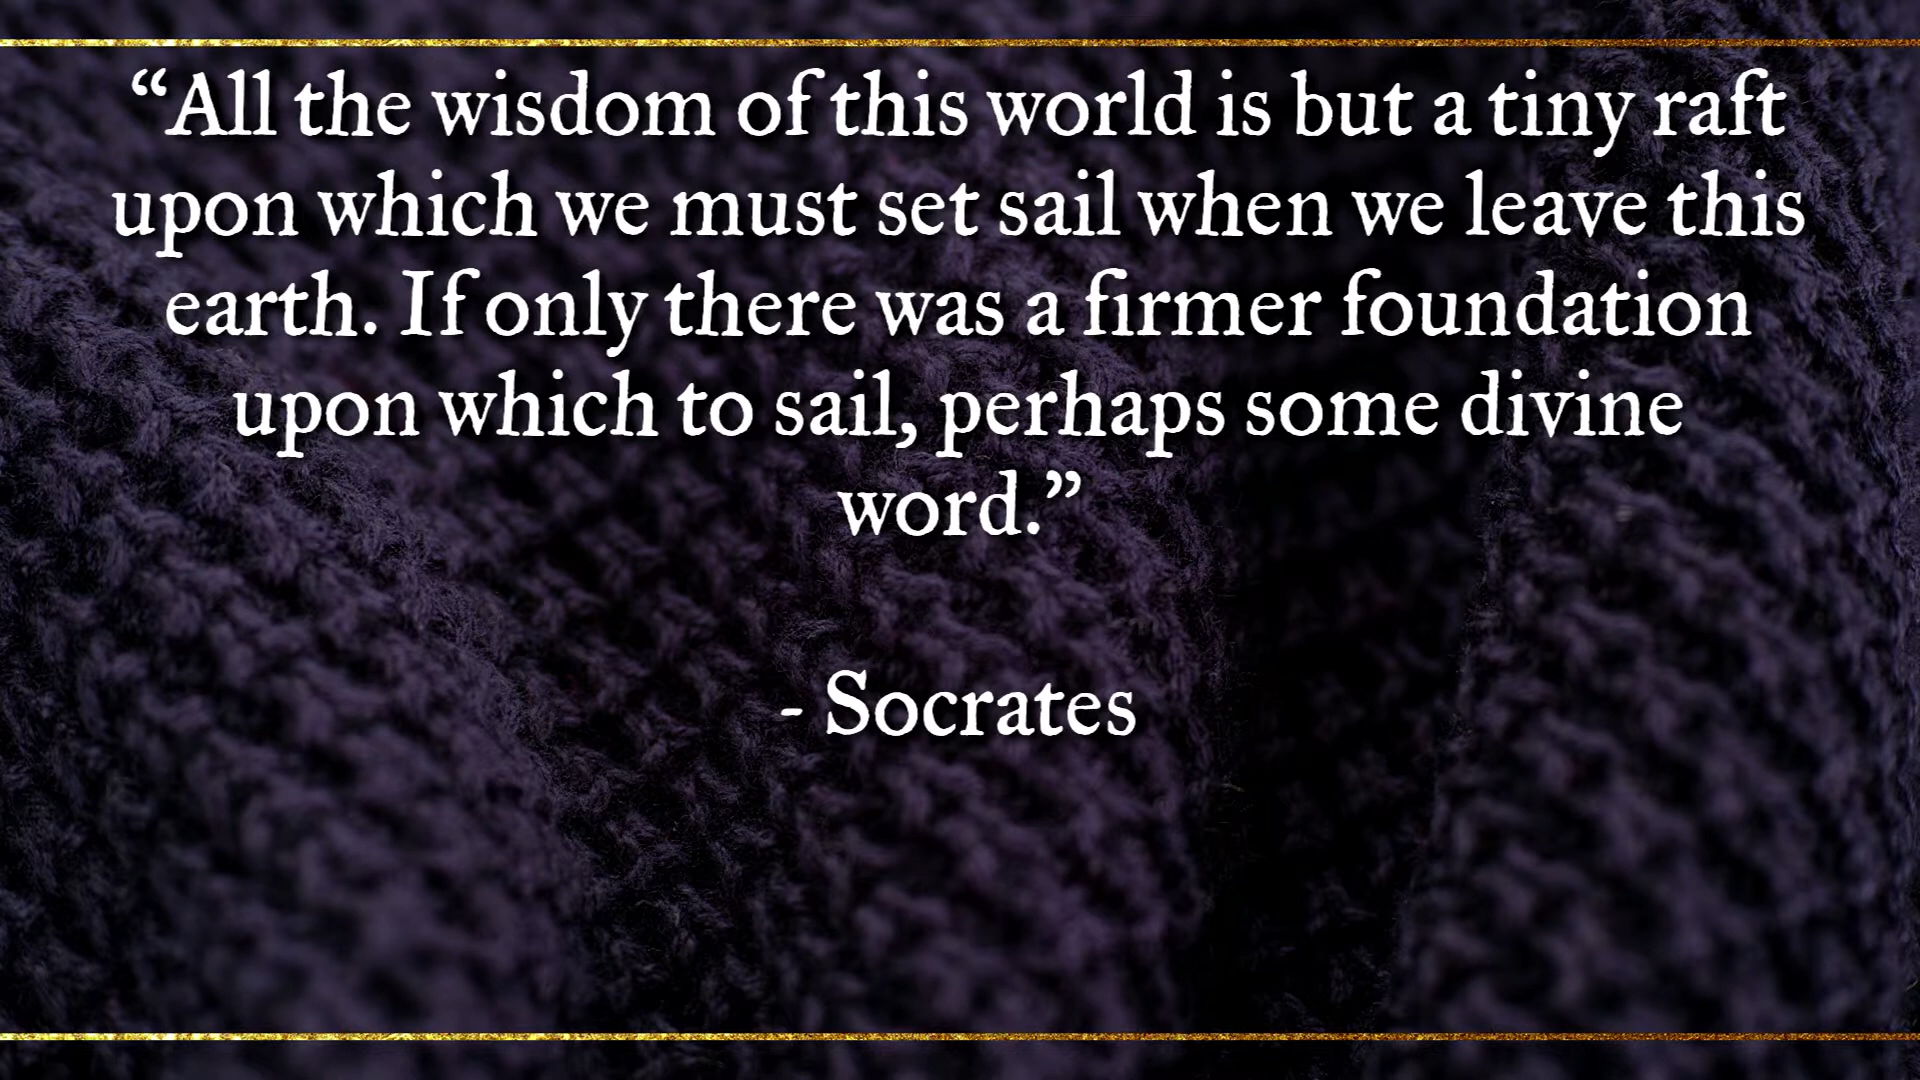 “All the wisdom of this world is but a tiny raft
upon which we must set sail when we leave this
earth. If only there was a firmer foundation
upon which to sail, perhaps some divine
word.”
- Socrates